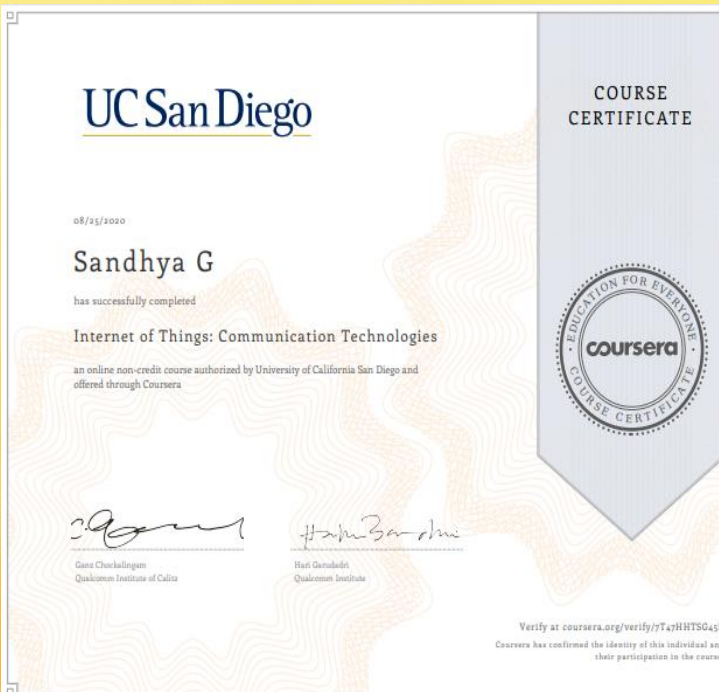 UC San Diego
COURSE
CERTIFICATE
08/25/2020
Sandhya G
has successfully completed
Internet of Things: Communication Technologies
an online non-credit course authorized by University of California San Diego and
offered through Coursera
EDUCATION FOR EVERYONE
coursera
COURSE CERTIFICATE
Ganz Chockalingam
Qualcomm Institute of Calit2
Hari Garudadri
Qualcomm Institute
Verify at coursera.org/verify/7T47HHTSG45
Coursera has confirmed the identity of this individual an
their participation in the course